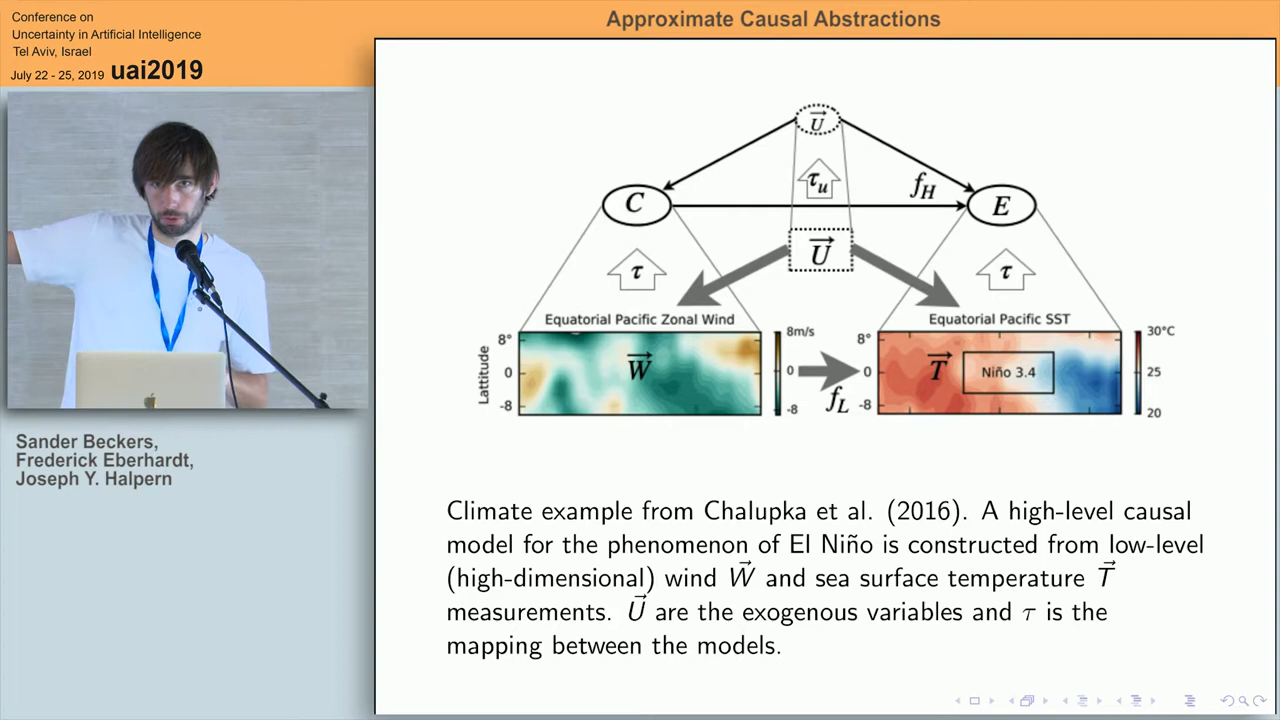 Conference on
Uncertainty in Artificial Intelligence
Tel Aviv, Israel
July 22 - 25, 2019 uai2019
Approximate Causal Abstractions
Sander Beckers,
Frederick Eberhardt,
Joseph Y. Halpern
U⃗
τu
fH
C
E
U⃗
τ
τ
Equatorial Pacific Zonal Wind
Equatorial Pacific SST
Lattitude
8°
0
-8
W⃗
8m/s
0
-8
fL
8°
0
-8
T⃗
Niño 3.4
30°C
25
20
Climate example from Chalupka et al. (2016). A high-level causal
model for the phenomenon of El Niño is constructed from low-level
(high-dimensional) wind W⃗ and sea surface temperature T⃗
measurements. U⃗ are the exogenous variables and τ is the
mapping between the models.